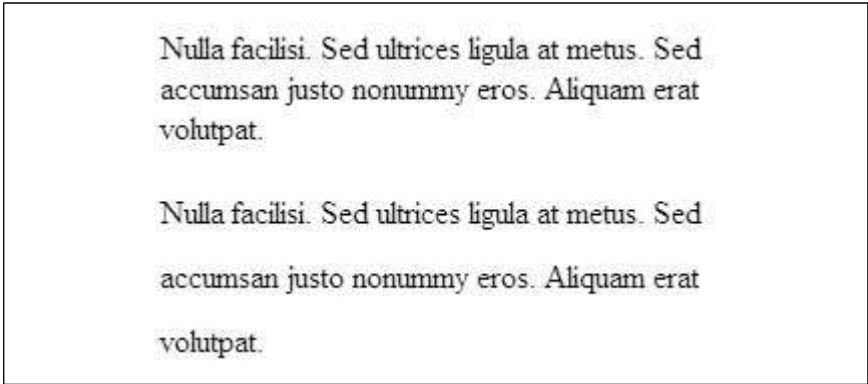 Nulla facilisi. Sed ultrices ligula at metus. Sed
accumsan justo nonummy eros. Aliquam erat
volutpat.
Nulla facilisi. Sed ultrices ligula at metus. Sed
accumsan justo nonummy eros. Aliquam erat
volutpat.